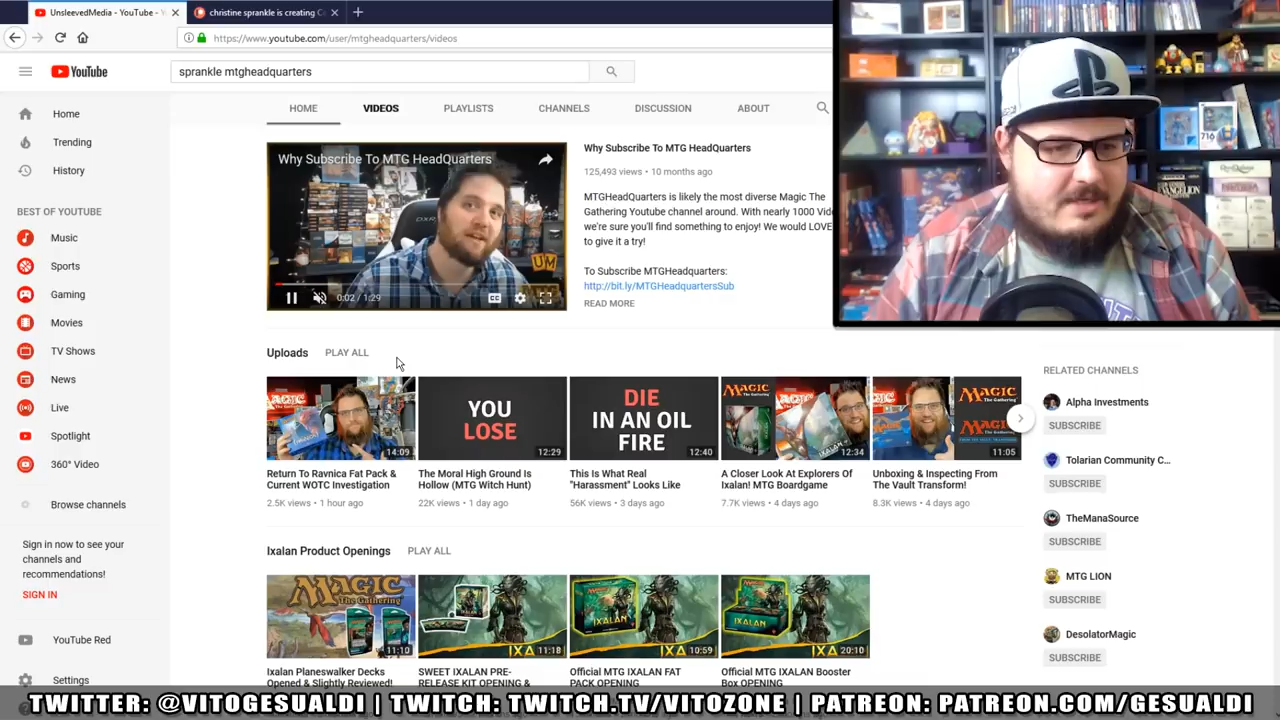 UnsleevedMedia - YouTube -
christine sprankle is creating C
https://www.youtube.com/user/mtgheadquarters/videos
YouTube
sprankle mtgheadquarters
HOME VIDEOS PLAYLISTS CHANNELS DISCUSSION ABOUT
Home
Trending
History
BEST OF YOUTUBE
Music
Sports
Gaming
Movies
TV Shows
News
Live
Spotlight
360° Video
Browse channels
Sign in now to see your
channels and
recommendations!
SIGN IN
YouTube Red
Settings
Why Subscribe To MTG HeadQuarters
DXR
UM
0:02 / 1:29
Why Subscribe To MTG HeadQuarters
125,493 views • 10 months ago
MTGHeadQuarters is likely the most diverse Magic The
Gathering Youtube channel around. With nearly 1000 Vide
we're sure you'll find something to enjoy! We would LOVE
to give it a try!
To Subscribe MTGHeadquarters:
http://bit.ly/MTGHeadquartersSub
READ MORE
Uploads PLAY ALL
14:09
YOU
LOSE
12:29
DIE
IN AN OIL
FIRE
12:40
MAGIC
12:34
MAGIC
11:05
Return To Ravnica Fat Pack &
Current WOTC Investigation
2.5K views • 1 hour ago
The Moral High Ground Is
Hollow (MTG Witch Hunt)
22K views • 1 day ago
This Is What Real
"Harassment" Looks Like
56K views • 3 days ago
A Closer Look At Explorers Of
Ixalan! MTG Boardgame
7.7K views • 4 days ago
Unboxing & Inspecting From
The Vault Transform!
8.3K views • 4 days ago
Ixalan Product Openings PLAY ALL
MAGIC
11:10
IXA
11:18
IXALAN
IXA
10:59
IXALAN
IXA
20:10
Ixalan Planeswalker Decks
Opened & Slightly Reviewed!
SWEET IXALAN PRE-
RELEASE KIT OPENING &
Official MTG IXALAN FAT
PACK OPENING
Official MTG IXALAN Booster
Box OPENING
RELATED CHANNELS
Alpha Investments
SUBSCRIBE
Tolarian Community C...
SUBSCRIBE
TheManaSource
SUBSCRIBE
MTG LION
SUBSCRIBE
DesolatorMagic
SUBSCRIBE
716
EVANGELION
TWITTER: @VITOGESUALDI | TWITCH: TWITCH.TV/VITOZONE | PATREON: PATREON.COM/GESUALDI